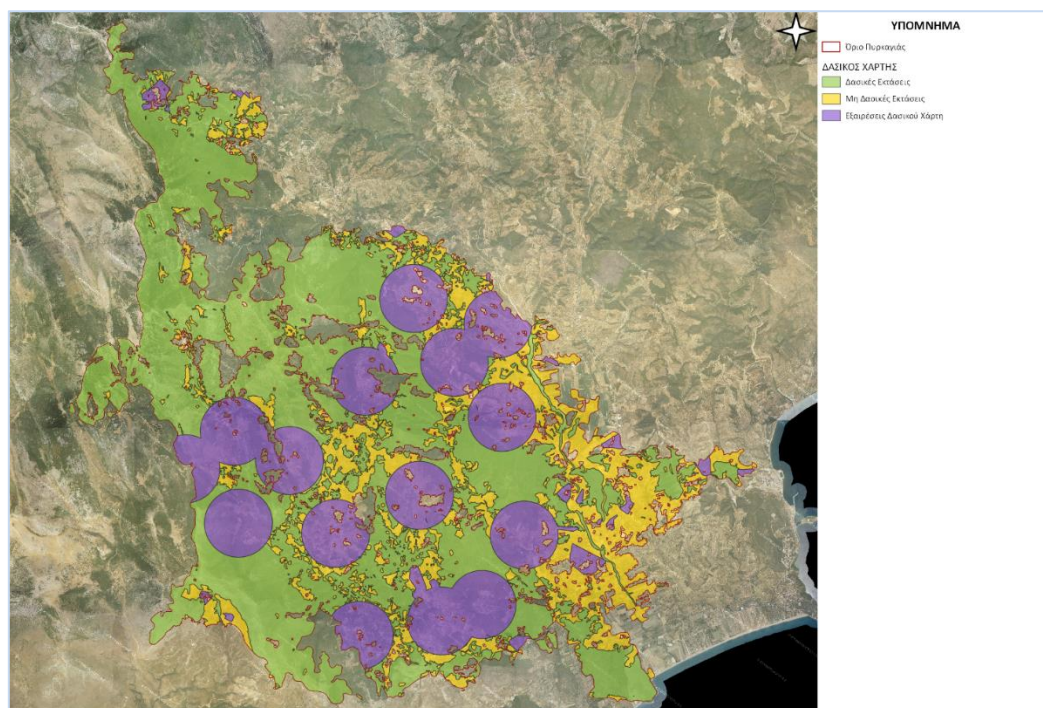 ΥΠΟΜΝΗΜΑ
Όριο Πυρκαγιάς
ΔΑΣΙΚΟΣ ΧΑΡΤΗΣ
Δασικές Εκτάσεις
Μη Δασικές Εκτάσεις
Εξαιρέσεις Δασικού Χάρτη